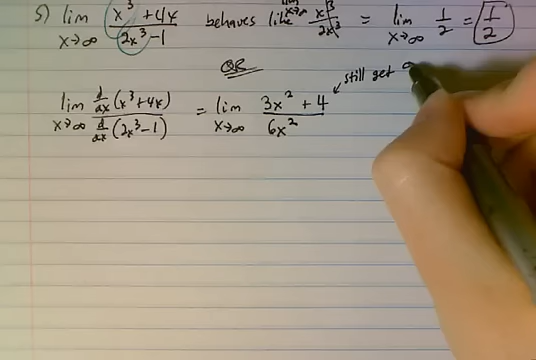 5) lim x→∞ x³ + 4x / 2x³ - 1 behaves like lim x→∞ x³ / 2x³ = lim x→∞ 1/2 = 1/2
OR
lim x→∞ d/dx (x³ + 4x) / d/dx (2x³ - 1) = lim x→∞ 3x² + 4 / 6x² still get ∞